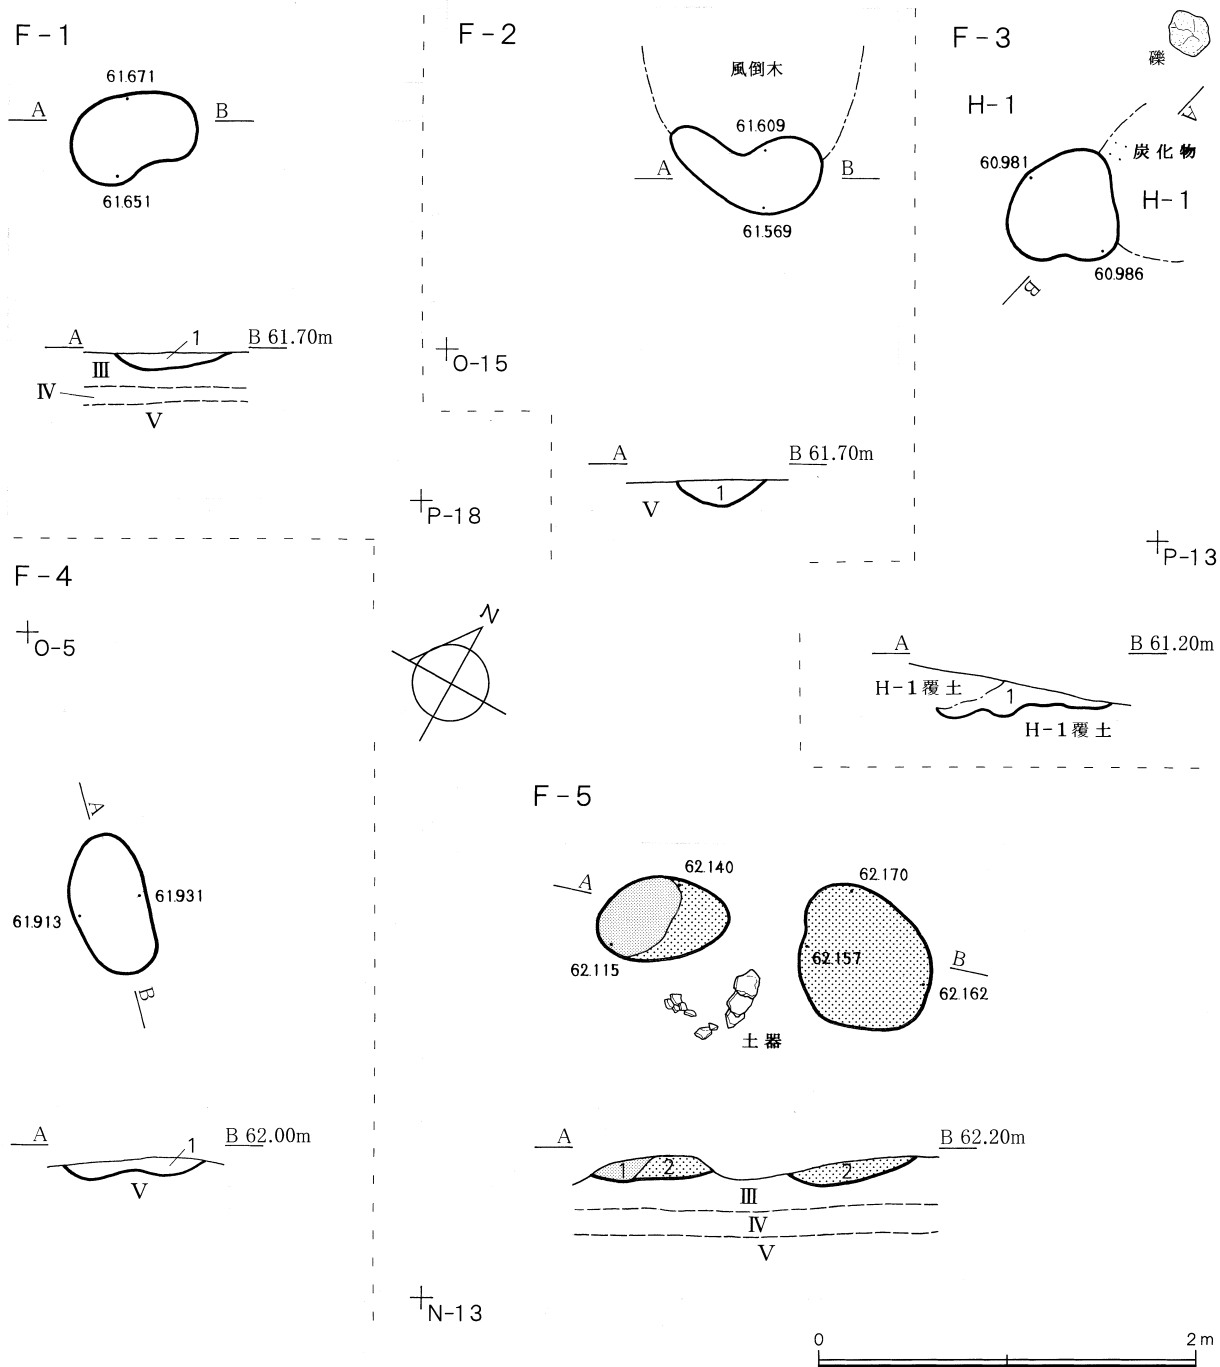 F-1
61.671
A
B
61.651
A
1
B 61.70m
III
IV
V
P-18
F-2
風倒木
61.609
A
B
61.569
O-15
A
B 61.70m
1
V
F-3
礫
H-1
A
炭化物
60.981
H-1
60.986
B
P-13
A
B 61.20m
H-1覆土
1
H-1覆土
F-4
O-5
N
A
61.931
61.913
B
A
1
B 62.00m
V
F-5
62.140
62.170
A
62.157
B
62.115
62.162
土器
A
B 62.20m
1
2
2
III
IV
V
N-13
0
2m